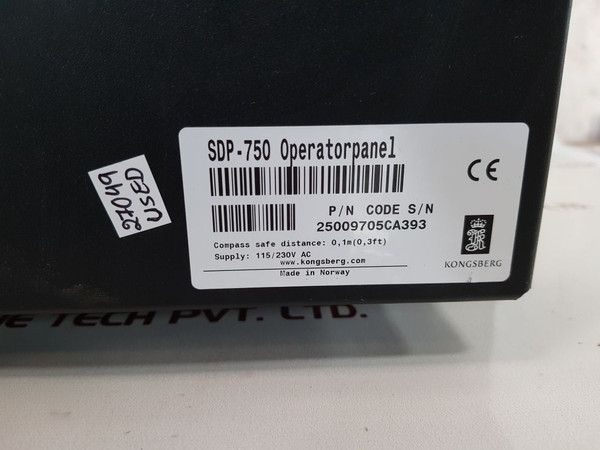 SDP-750 Operatorpanel
P/N CODE S/N
25009705CA393
Compass safe distance: 0,1m(0,3ft)
Supply: 115/230V AC
www.kongsberg.com
Made in Norway
CE
KONGSBERG
27049
USED
TECH PVT. LTD.